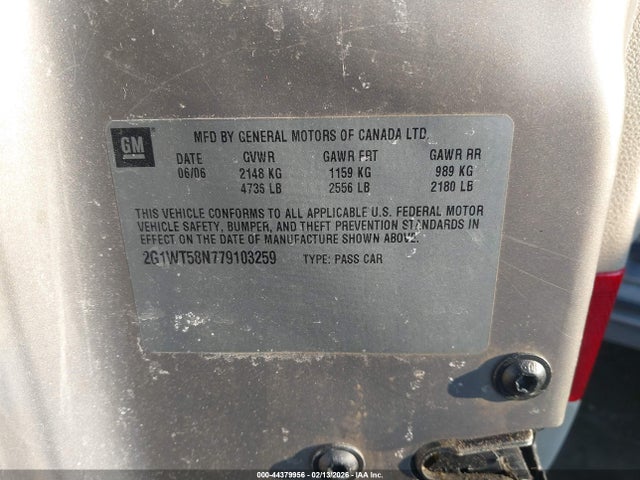 GM
MFD BY GENERAL MOTORS OF CANADA LTD.
DATE GVWR GAWR FRT GAWR RR
06/06 2148 KG 1159 KG 989 KG
4735 LB 2556 LB 2180 LB
THIS VEHICLE CONFORMS TO ALL APPLICABLE U.S. FEDERAL MOTOR
VEHICLE SAFETY, BUMPER, AND THEFT PREVENTION STANDARDS IN
EFFECT ON THE DATE OF MANUFACTURE SHOWN ABOVE.
2G1WT58N779103259 TYPE: PASS CAR
000-44379956 - 02/13/2026 - Copyright IAA, Inc.